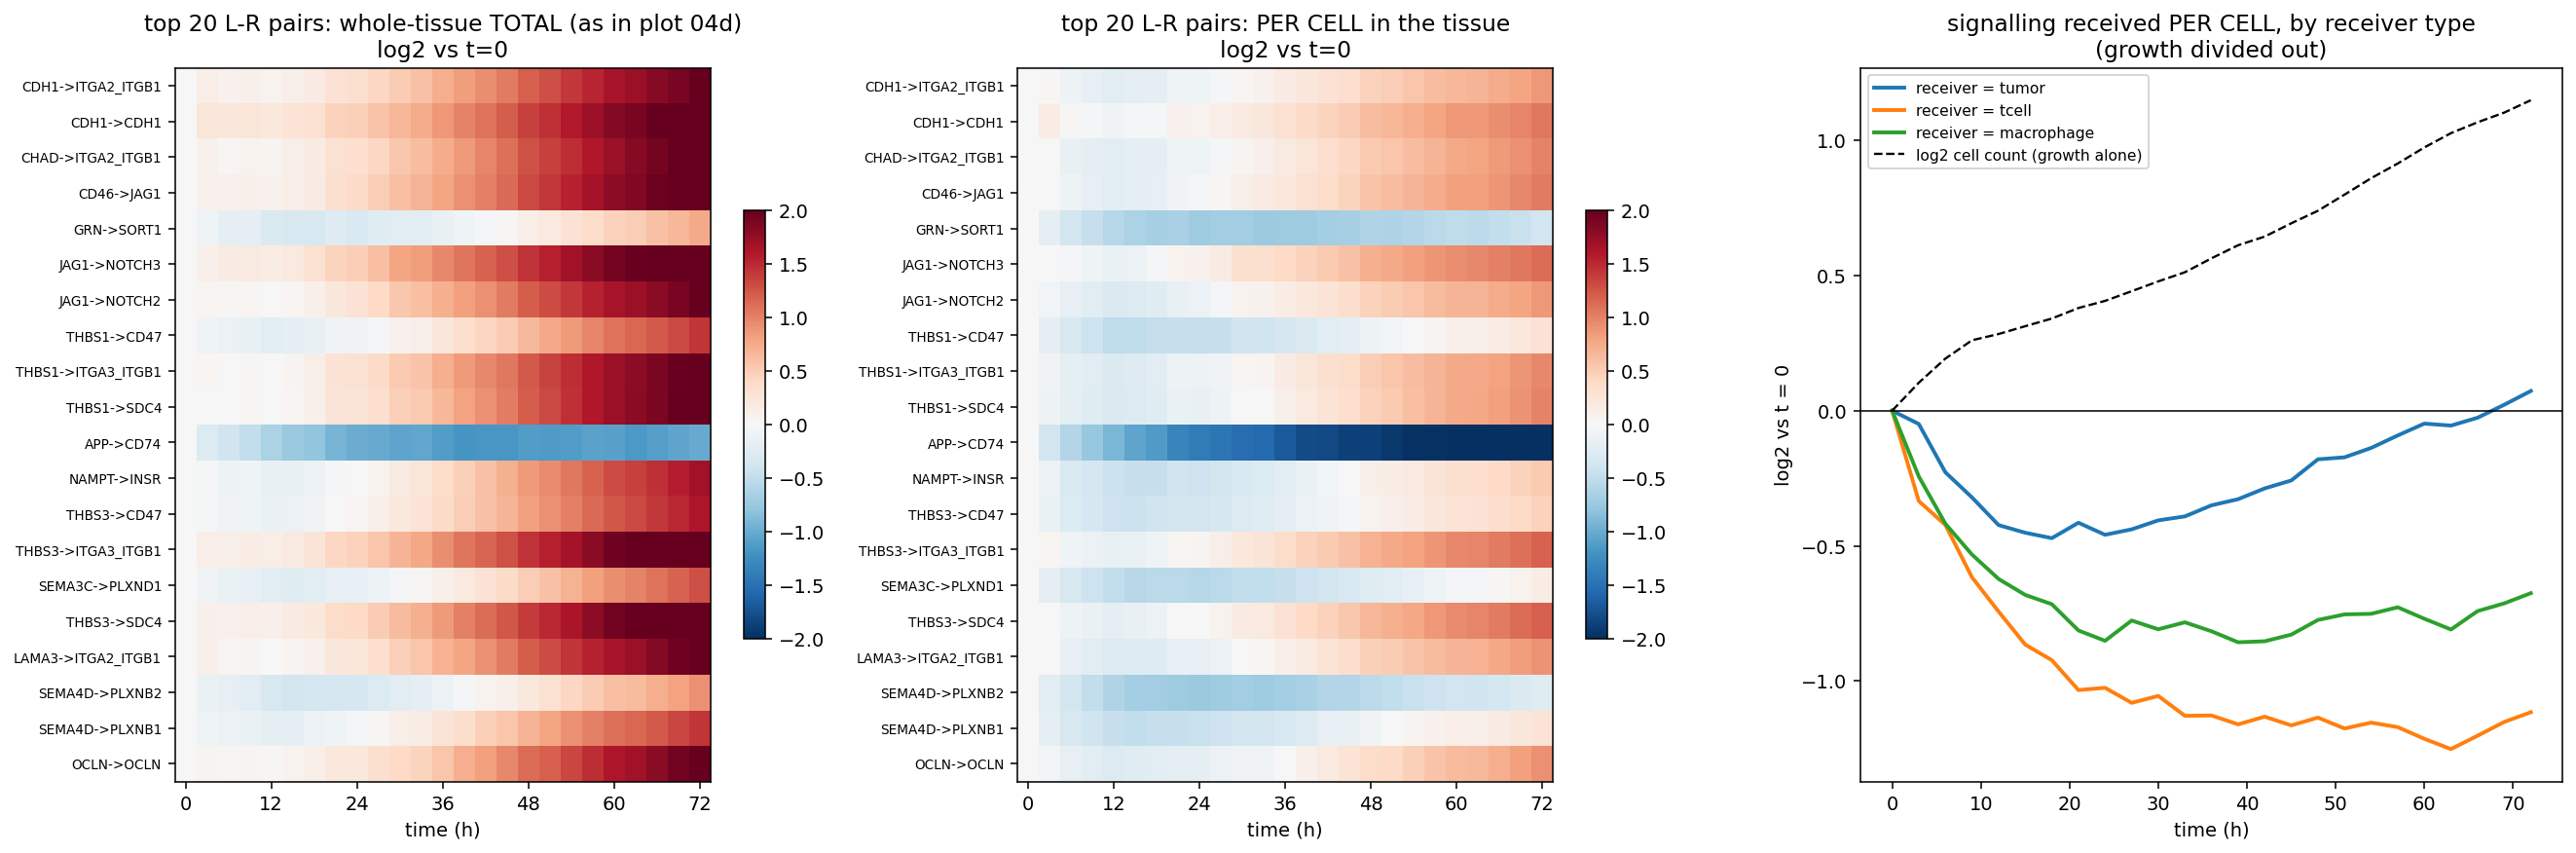 top 20 L-R pairs: whole-tissue TOTAL (as in plot 04d)
log2 vs t=0
CDH1->ITGA2_ITGB1
CDH1->CDH1
CHAD->ITGA2_ITGB1
CD46->JAG1
GRN->SORT1
JAG1->NOTCH3
JAG1->NOTCH2
THBS1->CD47
THBS1->ITGA3_ITGB1
THBS1->SDC4
APP->CD74
NAMPT->INSR
THBS3->CD47
THBS3->ITGA3_ITGB1
SEMA3C->PLXND1
THBS3->SDC4
LAMA3->ITGA2_ITGB1
SEMA4D->PLXNB2
SEMA4D->PLXNB1
OCLN->OCLN
0 12 24 36 48 60 72
time (h)
2.0
1.5
1.0
0.5
0.0
−0.5
−1.0
−1.5
−2.0
top 20 L-R pairs: PER CELL in the tissue
log2 vs t=0
CDH1->ITGA2_ITGB1
CDH1->CDH1
CHAD->ITGA2_ITGB1
CD46->JAG1
GRN->SORT1
JAG1->NOTCH3
JAG1->NOTCH2
THBS1->CD47
THBS1->ITGA3_ITGB1
THBS1->SDC4
APP->CD74
NAMPT->INSR
THBS3->CD47
THBS3->ITGA3_ITGB1
SEMA3C->PLXND1
THBS3->SDC4
LAMA3->ITGA2_ITGB1
SEMA4D->PLXNB2
SEMA4D->PLXNB1
OCLN->OCLN
0 12 24 36 48 60 72
time (h)
2.0
1.5
1.0
0.5
0.0
−0.5
−1.0
−1.5
−2.0
signalling received PER CELL, by receiver type
(growth divided out)
receiver = tumor
receiver = tcell
receiver = macrophage
log2 cell count (growth alone)
log2 vs t = 0
1.0
0.5
0.0
−0.5
−1.0
0 10 20 30 40 50 60 70
time (h)